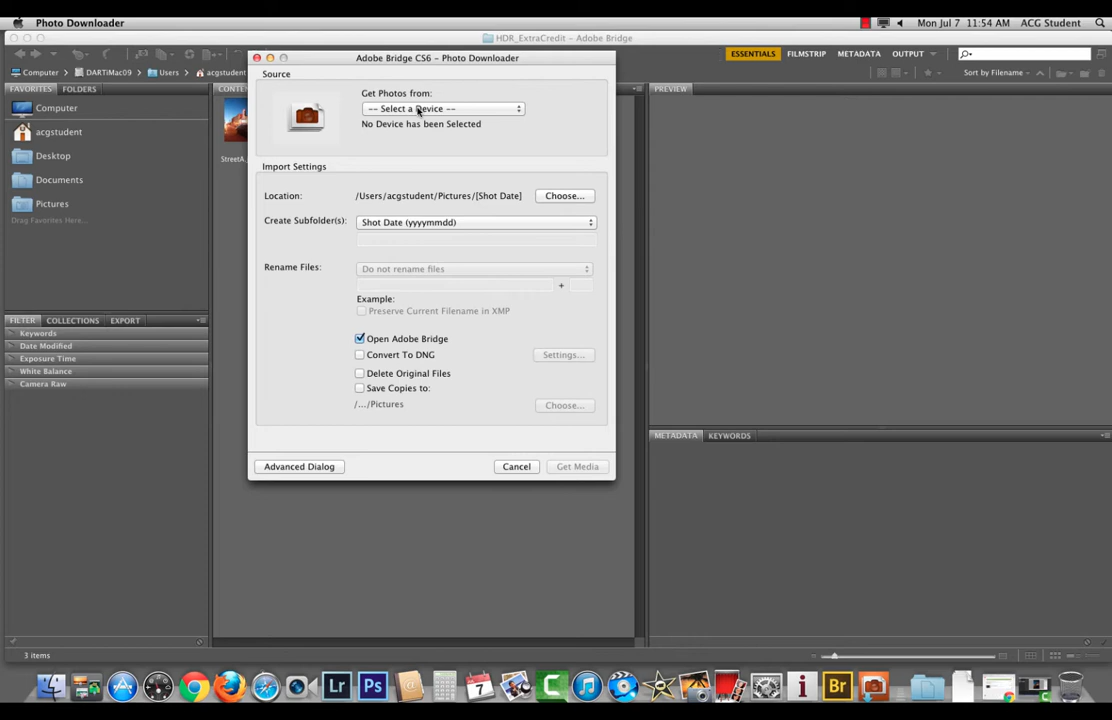 Photo Downloader
Mon Jul 7 11:54 AM ACG Student
HDR_ExtraCredit – Adobe Bridge
ESSENTIALS FILMSTRIP METADATA OUTPUT
Computer DARTiMac09 Users acgstudent
Sort by Filename
FAVORITES FOLDERS
Computer
acgstudent
Desktop
Documents
Pictures
Drag Favorites Here...
FILTER COLLECTIONS EXPORT
Keywords
Date Modified
Exposure Time
White Balance
Camera Raw
3 items
CONTEN
StreetA
Adobe Bridge CS6 – Photo Downloader
Source
Get Photos from:
-- Select a Device --
No Device has been Selected
Import Settings
Location: /Users/acgstudent/Pictures/[Shot Date] Choose...
Create Subfolder(s): Shot Date (yyyymmdd)
Rename Files: Do not rename files
+
Example:
Preserve Current Filename in XMP
Open Adobe Bridge
Convert To DNG Settings...
Delete Original Files
Save Copies to:
/.../Pictures Choose...
Advanced Dialog Cancel Get Media
PREVIEW
METADATA KEYWORDS
Lr Ps 7 C i Br